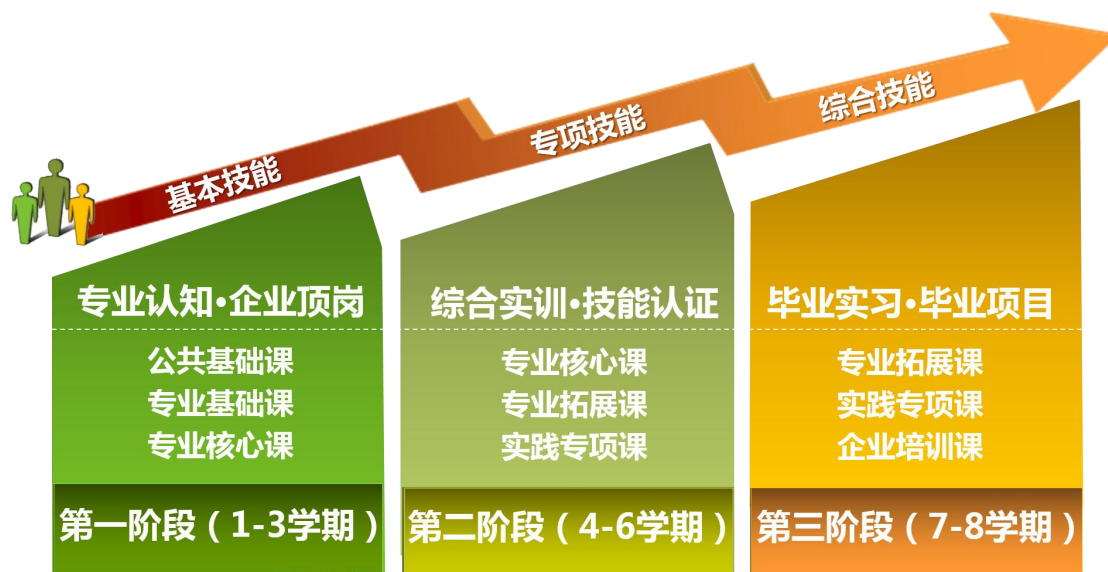 基本技能
专项技能
综合技能
专业认知·企业顶岗
公共基础课
专业基础课
专业核心课
第一阶段（1-3学期）
综合实训·技能认证
专业核心课
专业拓展课
实践专项课
第二阶段（4-6学期）
毕业实习·毕业项目
专业拓展课
实践专项课
企业培训课
第三阶段（7-8学期）